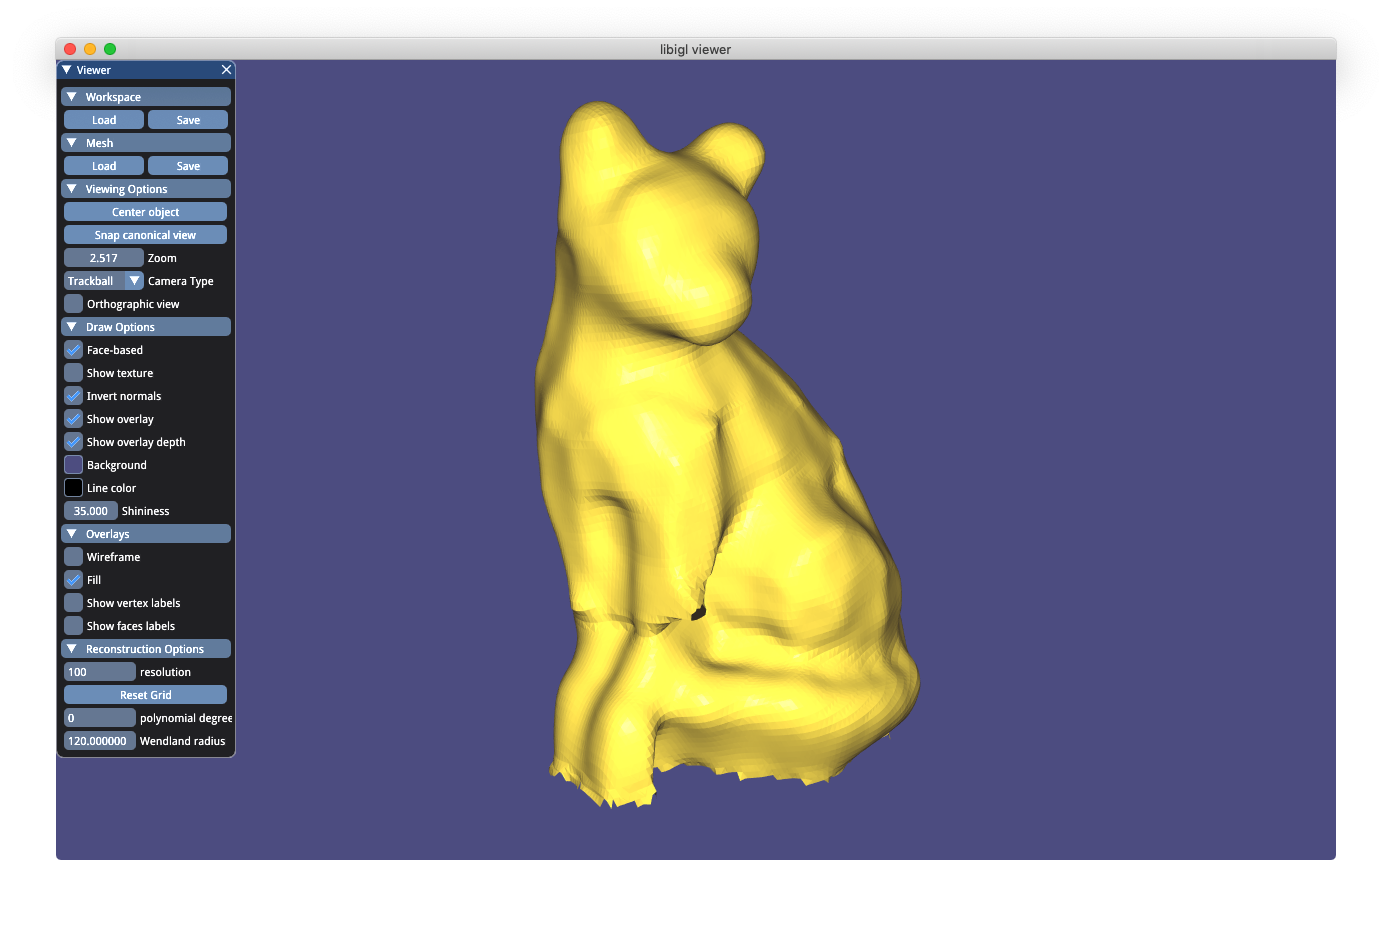 libigl viewer
Viewer
Workspace
Load Save
Mesh
Load Save
Viewing Options
Center object
Snap canonical view
2.517 Zoom
Trackball Camera Type
Orthographic view
Draw Options
Face-based
Show texture
Invert normals
Show overlay
Show overlay depth
Background
Line color
35.000 Shininess
Overlays
Wireframe
Fill
Show vertex labels
Show faces labels
Reconstruction Options
100 resolution
Reset Grid
0 polynomial degree
120.000000 Wendland radius